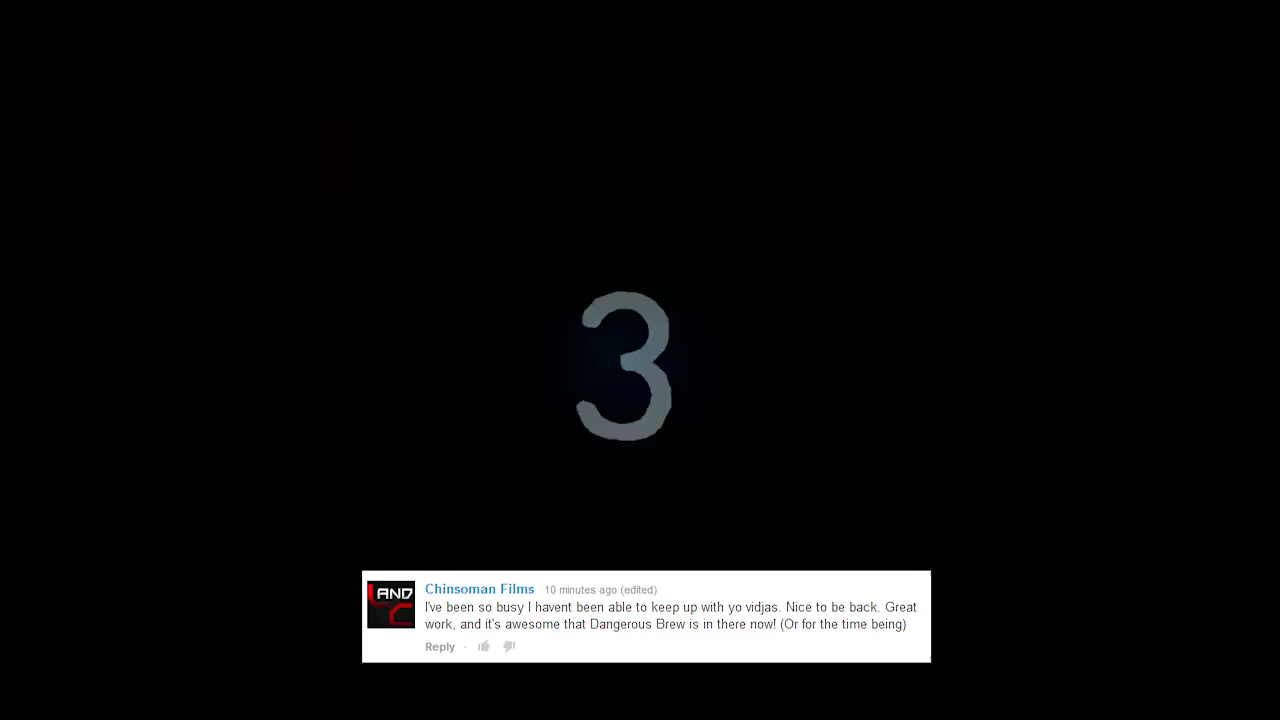 3
LAND
C
Chinsoman Films 10 minutes ago (edited)
I've been so busy I havent been able to keep up with yo vidjas. Nice to be back. Great
work, and it's awesome that Dangerous Brew is in there now! (Or for the time being)
Reply ·